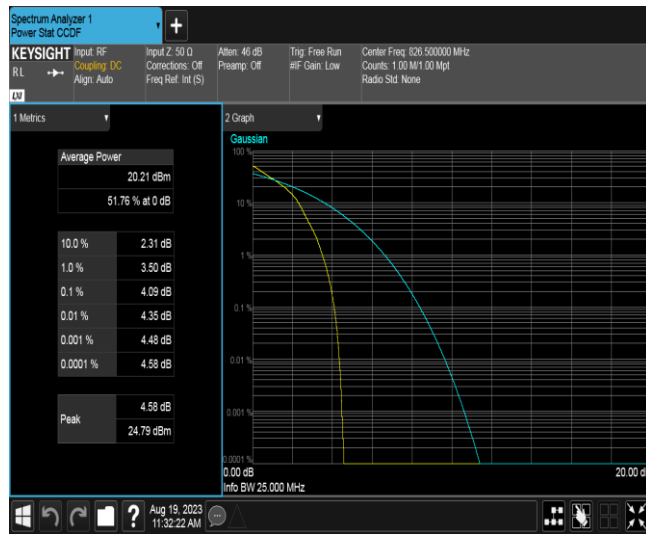 Spectrum Analyzer 1
Power Stat CCDF
+
KEYSIGHT
RL
LXI
Input: RF
Coupling: DC
Align: Auto
Input Z: 50 Ω
Corrections: Off
Freq Ref: Int (S)
Atten: 46 dB
Preamp: Off
Trig: Free Run
#IF Gain: Low
Center Freq: 826.500000 MHz
Counts: 1.00 M/1.00 Mpt
Radio Std: None
1 Metrics
Average Power
20.21 dBm
51.76 % at 0 dB
10.0 % 2.31 dB
1.0 % 3.50 dB
0.1 % 4.09 dB
0.01 % 4.35 dB
0.001 % 4.48 dB
0.0001 % 4.58 dB
Peak
4.58 dB
24.79 dBm
2 Graph
Gaussian
100 %
10 %
1 %
0.1 %
0.01 %
0.001 %
0.0001 %
0.00 dB
20.00 d
Info BW 25.000 MHz
?
Aug 19, 2023
11:32:22 AM